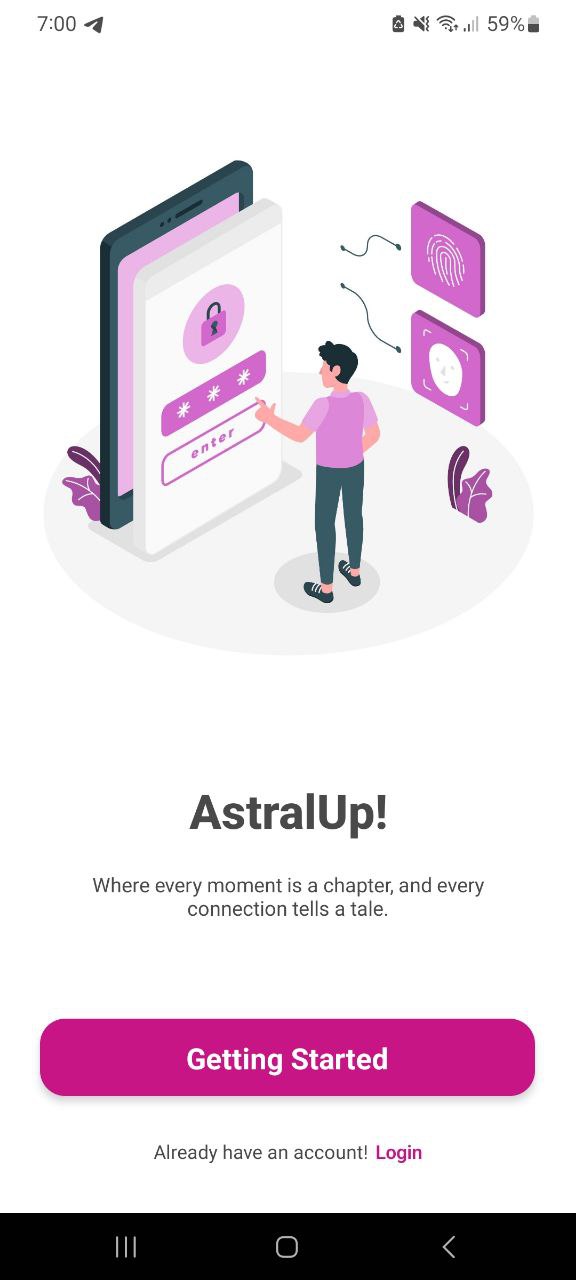 7:00 59%
***
enter
AstralUp!
Where every moment is a chapter, and every
connection tells a tale.
Getting Started
Already have an account! Login